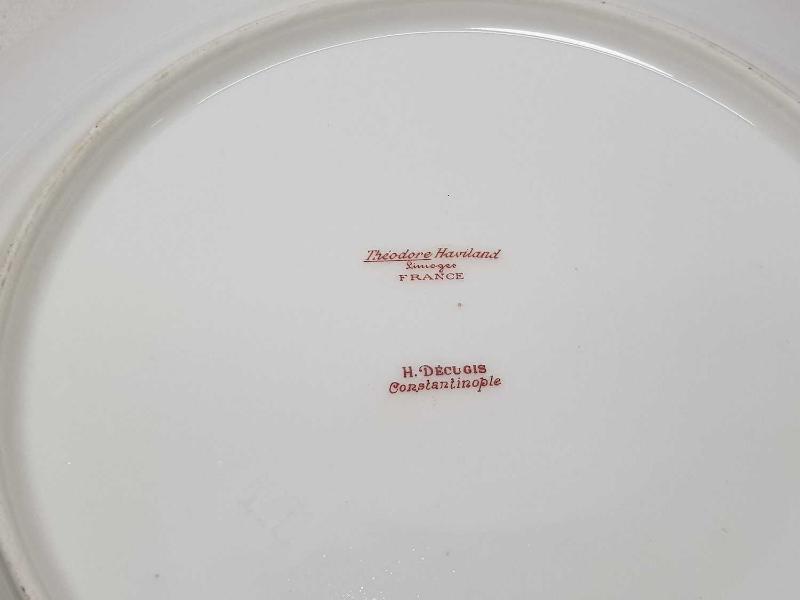 Théodore Haviland
Limoges
FRANCE
H. DÉCUGIS
Constantinople